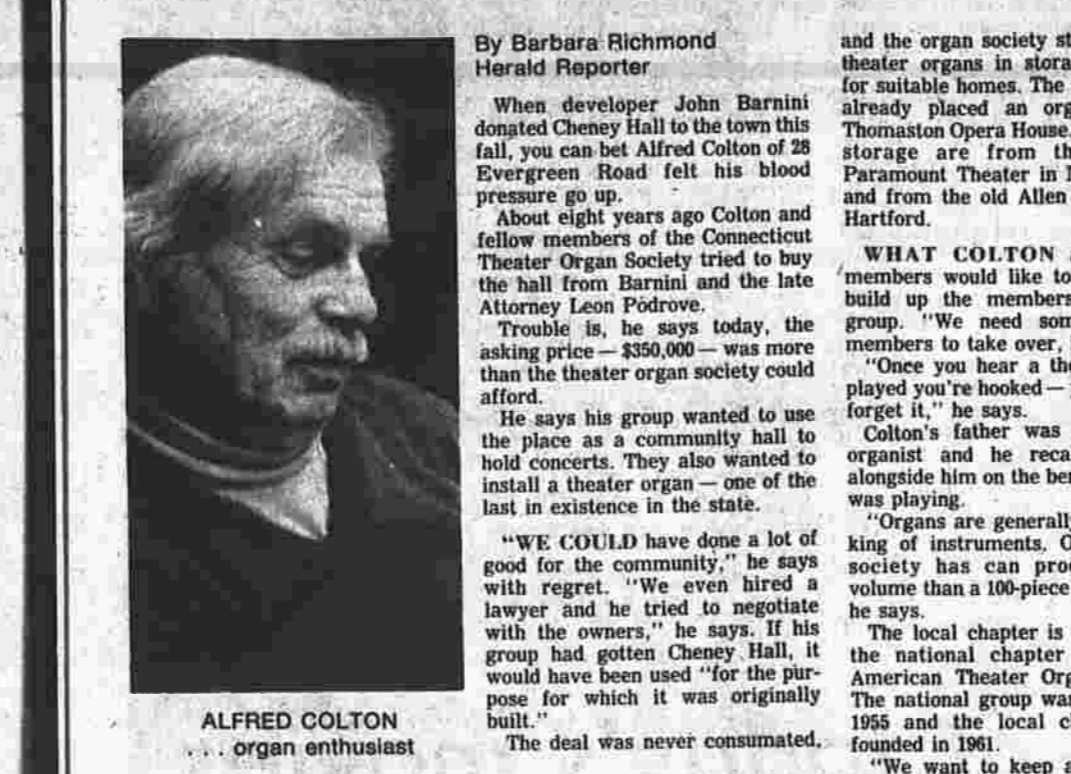 By Barbara Richmond
Herald Reporter
When developer John Barnini
donated Cheney Hall to the town this
fall, you can bet Alfred Colton of 28
Evergreen Road felt his blood
pressure go up.
About eight years ago Colton and
fellow members of the Connecticut
Theater Organ Society tried to buy
the hall from Barnini and the late
Attorney Leon Podrove.
Trouble is, he says today, the
asking price — $350,000 — was more
than the theater organ society could
afford.
He says his group wanted to use
the place as a community hall to
hold concerts. They also wanted to
install a theater organ — one of the
last in existence in the state.
"WE COULD have done a lot of
good for the community," he says
with regret. "We even hired a
lawyer and he tried to negotiate
with the owners," he says. If his
group had gotten Cheney Hall, it
would have been used "for the pur-
pose for which it was originally
built."
The deal was never consumated,
and the organ society
theater organs in
for suitable homes. The
already placed an
Thomaston Opera House.
storage are from
Paramount Theater in
and from the old Allen
Hartford.
WHAT COLTON
members would like to
build up the
group. "We need
members to take over,
"Once you hear a
played you're hooked —
forget it," he says.
Colton's father was
organist and he
alongside him on the
was playing.
"Organs are
king of instruments.
society has can
volume than a 100-piece
he says.
The local chapter is
the national chapter
American Theater
The national group
1955 and the local
founded in 1961.
"We want to keep
ALFRED COLTON
. . . organ enthusiast